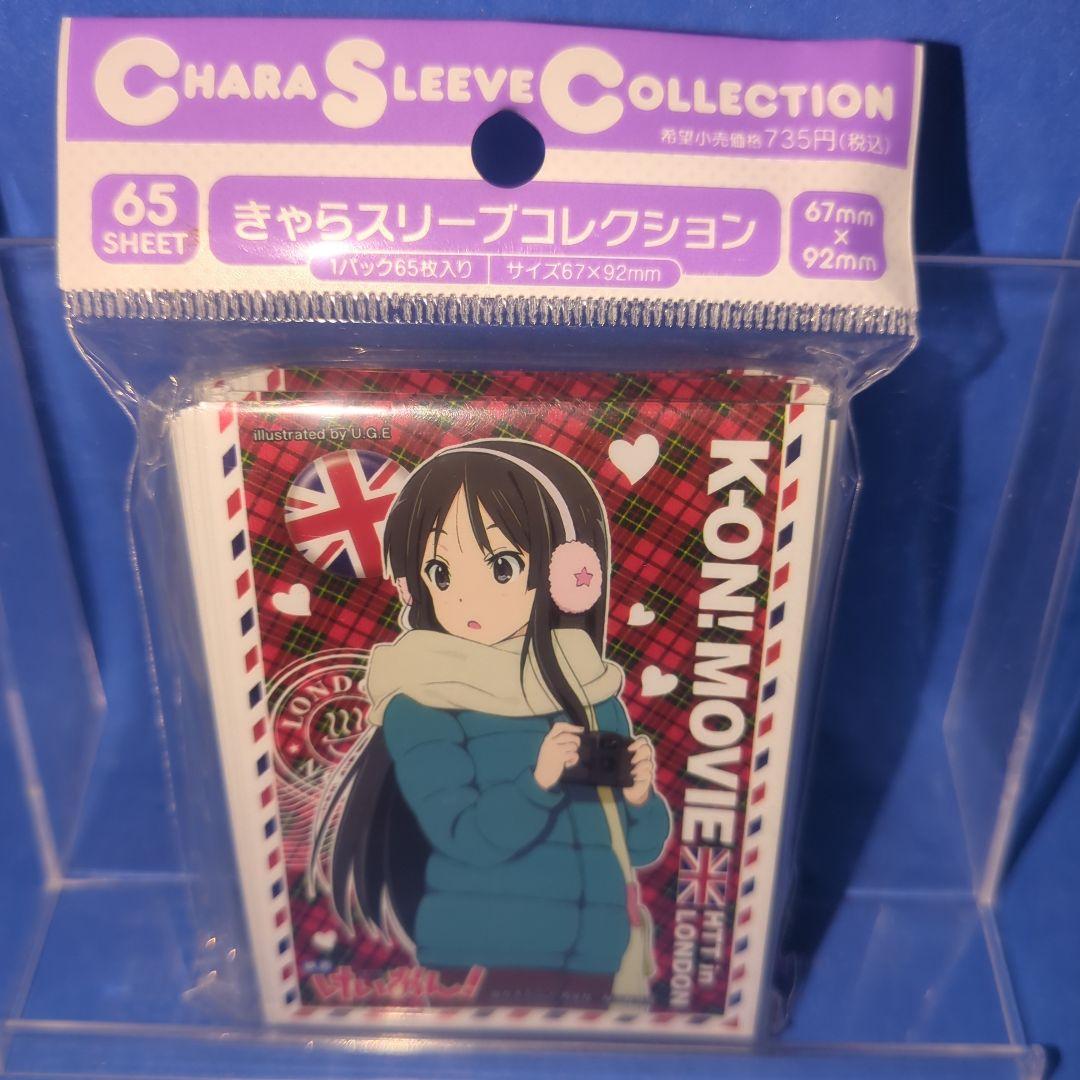 CHARA SLEEVE COLLECTION
希望小売価格735円(税込)
65
SHEET
きゃらスリーブコレクション
67mm
×
92mm
1パック65枚入り
サイズ67×92mm
illustrated by U.G.E
K-ON! MOVIE
HTT in
LONDON
映画
けいおん!